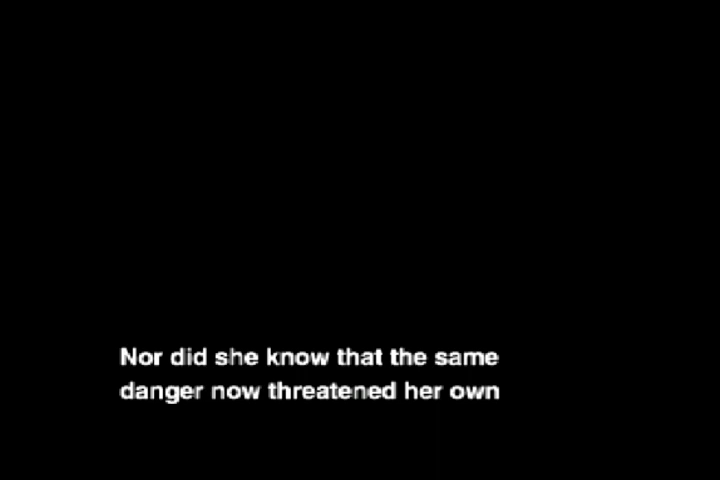 Nor did she know that the same
danger now threatened her own